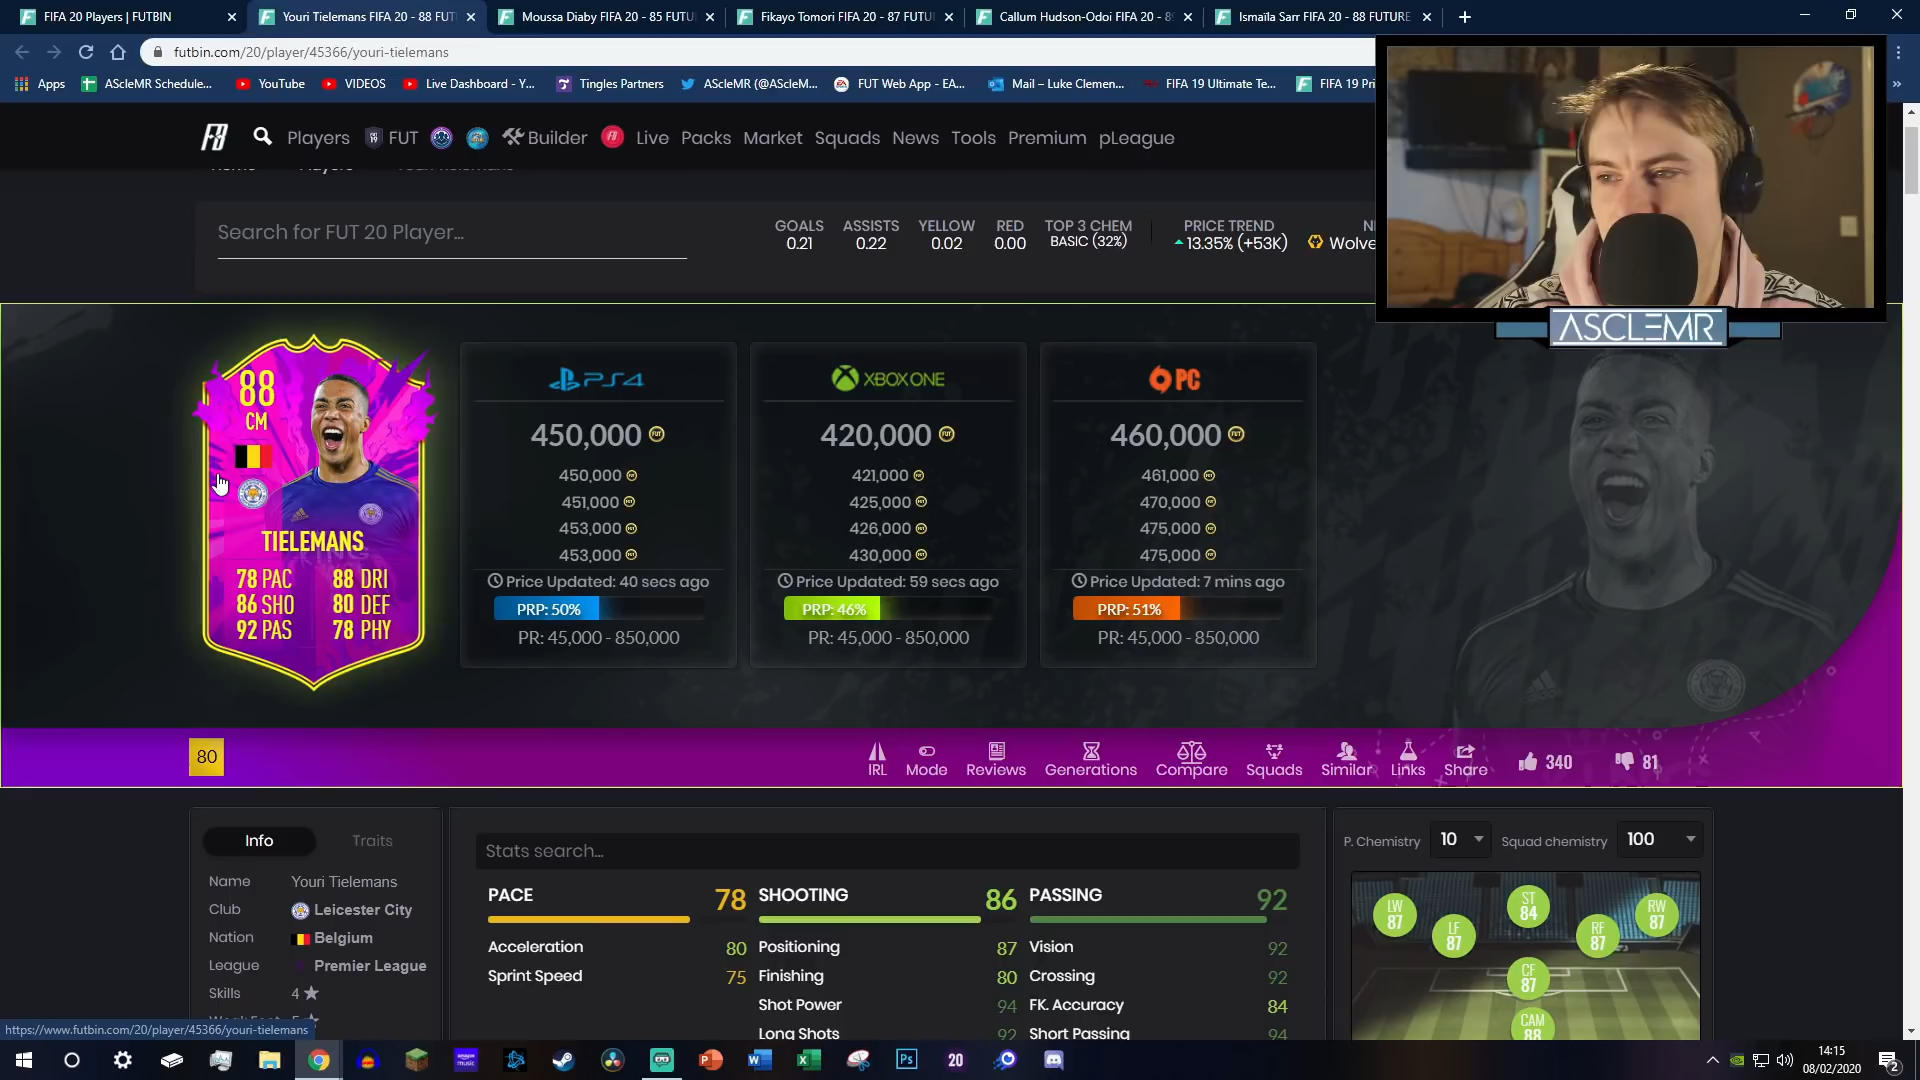 FIFA 20 Players | FUTBIN
Youri Tielemans FIFA 20 - 88 FUT
Moussa Diaby FIFA 20 - 85 FUTU
Fikayo Tomori FIFA 20 - 87 FUTU
Callum Hudson-Odoi FIFA 20 - 8
Ismaïla Sarr FIFA 20 - 88 FUTURE
futbin.com/20/player/45366/youri-tielemans
Apps
AScleMR Schedule...
YouTube
VIDEOS
Live Dashboard - Y...
Tingles Partners
AScleMR (@AScleM...
FUT Web App - EA...
Mail – Luke Clemen...
FIFA 19 Ultimate Te...
FIFA 19 Pri
Players
FUT
Builder
Live
Packs
Market
Squads
News
Tools
Premium
pLeague
Search for FUT 20 Player...
GOALS
0.21
ASSISTS
0.22
YELLOW
0.02
RED
0.00
TOP 3 CHEM
BASIC (32%)
PRICE TREND
13.35% (+53K)
Wolve
ASCLEMR
88
CM
TIELEMANS
78 PAC 88 DRI
86 SHO 80 DEF
92 PAS 78 PHY
PS4
450,000
450,000
451,000
453,000
453,000
Price Updated: 40 secs ago
PRP: 50%
PR: 45,000 - 850,000
XBOX ONE
420,000
421,000
425,000
426,000
430,000
Price Updated: 59 secs ago
PRP: 46%
PR: 45,000 - 850,000
PC
460,000
461,000
470,000
475,000
475,000
Price Updated: 7 mins ago
PRP: 51%
PR: 45,000 - 850,000
80
IRL
Mode
Reviews
Generations
Compare
Squads
Similar
Links
Share
340
81
Info
Traits
Name Youri Tielemans
Club Leicester City
Nation Belgium
League Premier League
Skills 4
Stats search...
PACE 78
Acceleration 80
Sprint Speed 75
SHOOTING 86
Positioning 87
Finishing 80
Shot Power 94
Long Shots 92
PASSING 92
Vision 92
Crossing 92
FK. Accuracy 84
Short Passing 94
P. Chemistry 10
Squad chemistry 100
LW
87
LF
87
ST
84
RF
87
RW
87
CF
87
CAM
88
https://www.futbin.com/20/player/45366/youri-tielemans
20
14:15
08/02/2020
2